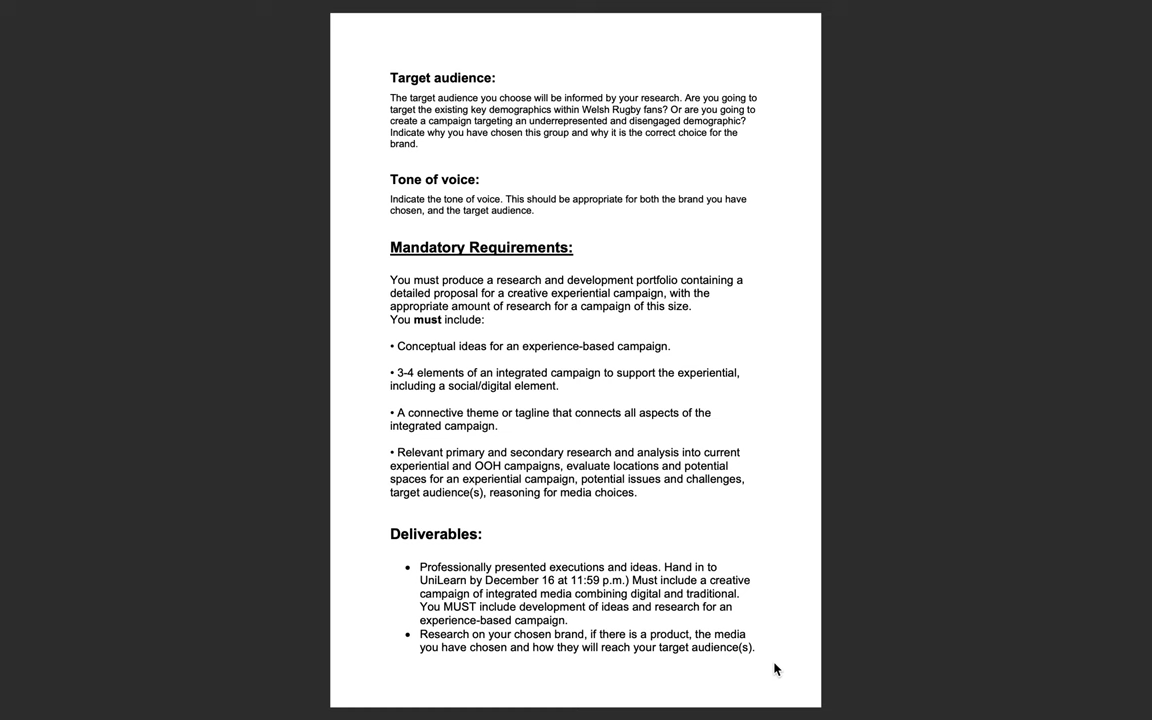 Target audience:
The target audience you choose will be informed by your research. Are you going to
target the existing key demographics within Welsh Rugby fans? Or are you going to
create a campaign targeting an underrepresented and disengaged demographic?
Indicate why you have chosen this group and why it is the correct choice for the
brand.
Tone of voice:
Indicate the tone of voice. This should be appropriate for both the brand you have
chosen, and the target audience.
Mandatory Requirements:
You must produce a research and development portfolio containing a
detailed proposal for a creative experiential campaign, with the
appropriate amount of research for a campaign of this size.
You must include:
• Conceptual ideas for an experience-based campaign.
• 3-4 elements of an integrated campaign to support the experiential,
including a social/digital element.
• A connective theme or tagline that connects all aspects of the
integrated campaign.
• Relevant primary and secondary research and analysis into current
experiential and OOH campaigns, evaluate locations and potential
spaces for an experiential campaign, potential issues and challenges,
target audience(s), reasoning for media choices.
Deliverables:
• Professionally presented executions and ideas. Hand in to
UniLearn by December 16 at 11:59 p.m.) Must include a creative
campaign of integrated media combining digital and traditional.
You MUST include development of ideas and research for an
experience-based campaign.
• Research on your chosen brand, if there is a product, the media
you have chosen and how they will reach your target audience(s).